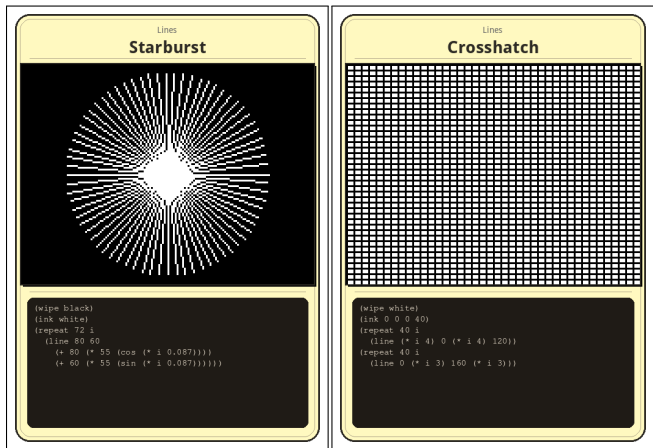 Lines
Starburst
(wipe black)
(ink white)
(repeat 72 i
(line 80 60
(+ 80 (* 55 (cos (* i 0.087))))
(+ 60 (* 55 (sin (* i 0.087))))))
Lines
Crosshatch
(wipe white)
(ink 0 0 0 40)
(repeat 40 i
(line (* i 4) 0 (* i 4) 120))
(repeat 40 i
(line 0 (* i 3) 160 (* i 3)))